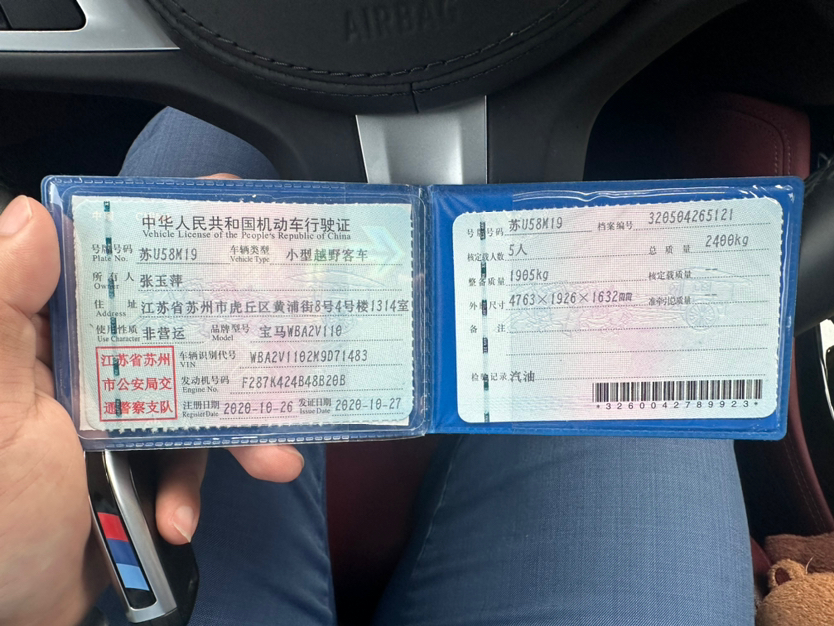 AIRBAG
中华人民共和国机动车行驶证
Vehicle License of the People's Republic of China
号牌号码 苏U58M19 车辆类型 小型越野客车
Plate No. Vehicle Type
所有人 张玉萍
Owner
住址 江苏省苏州市虎丘区黄浦街8号4号楼1314室
Address
使用性质 非营运 品牌型号 宝马WBA2V110
Use Character Model
江苏省苏州
市公安局交
通警察支队
车辆识别代号 WBA2V1102M9D71483
VIN
发动机号码 F287K424B48B20B
Engine No.
注册日期 2020-10-26 发证日期 2020-10-27
Register Date Issue Date
号牌号码 苏U58M19 档案编号 320504265121
核定载人数 5人 总质量 2400kg
整备质量 1905kg 核定载质量 --
外廓尺寸 4763×1926×1632mm 准牵引总质量 --
备注
检验记录 汽油
*3260042789923*